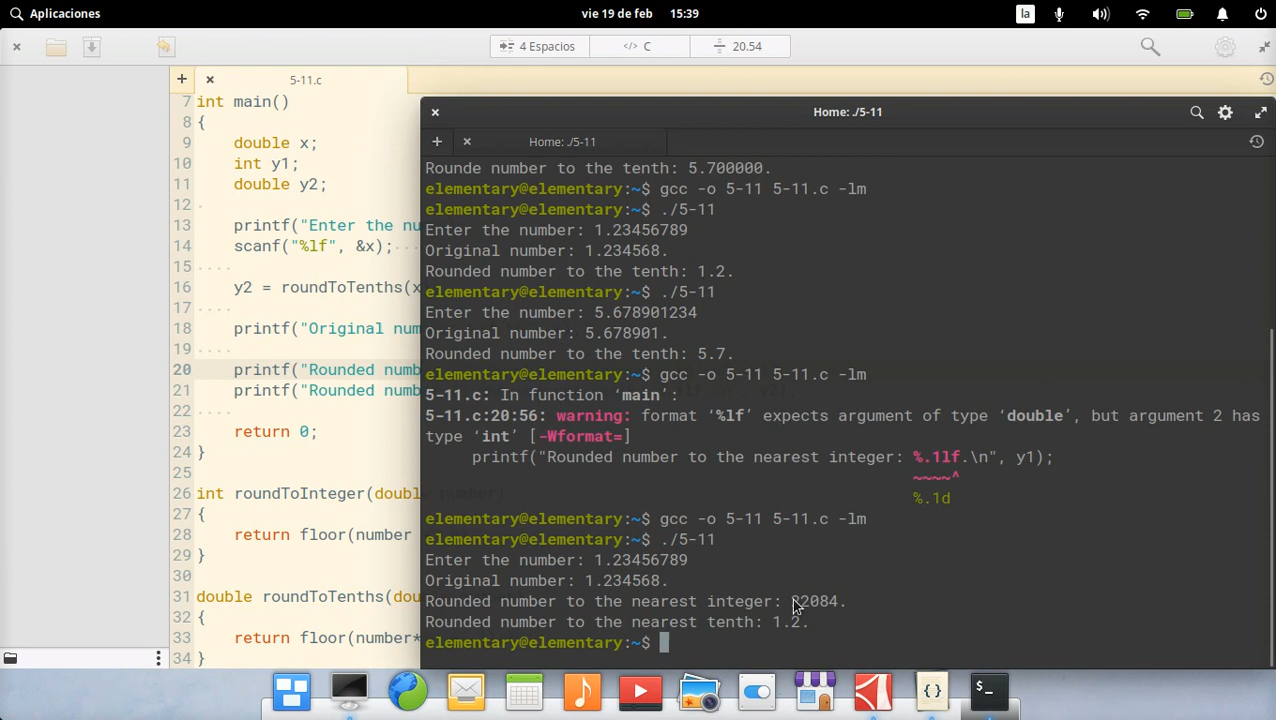 Aplicaciones
vie 19 de feb 15:39
la
4 Espacios
</> C
20.54
5-11.c
7 int main()
8 {
9 double x;
10 int y1;
11 double y2;
12
13 printf("Enter the nu
14 scanf("%lf", &x);
15
16 y2 = roundToTenths(x
17
18 printf("Original num
19
20 printf("Rounded numb
21 printf("Rounded numb
22
23 return 0;
24 }
25
26 int roundToInteger(double number)
27 {
28 return floor(number
29 }
30
31 double roundToTenths(doubl
32 {
33 return floor(number*
34 }
Home: ./5-11
Home: ./5-11
Rounde number to the tenth: 5.700000.
elementary@elementary:~$ gcc -o 5-11 5-11.c -lm
elementary@elementary:~$ ./5-11
Enter the number: 1.23456789
Original number: 1.234568.
Rounded number to the tenth: 1.2.
elementary@elementary:~$ ./5-11
Enter the number: 5.678901234
Original number: 5.678901.
Rounded number to the tenth: 5.7.
elementary@elementary:~$ gcc -o 5-11 5-11.c -lm
5-11.c: In function ‘main’:
5-11.c:20:56: warning: format ‘%lf’ expects argument of type ‘double’, but argument 2 has
type ‘int’ [-Wformat=]
printf("Rounded number to the nearest integer: %.1lf.\n", y1);
~~~~^
%.1d
elementary@elementary:~$ gcc -o 5-11 5-11.c -lm
elementary@elementary:~$ ./5-11
Enter the number: 1.23456789
Original number: 1.234568.
Rounded number to the nearest integer: 22084.
Rounded number to the nearest tenth: 1.2.
elementary@elementary:~$